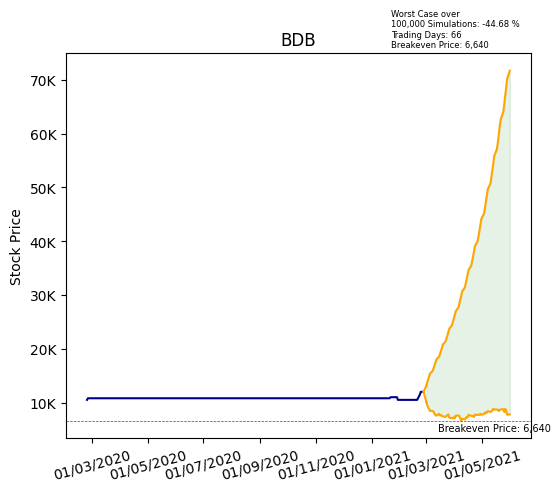 Worst Case over
100,000 Simulations: -44.68 %
Trading Days: 66
Breakeven Price: 6,640
BDB
Stock Price
70K
60K
50K
40K
30K
20K
10K
Breakeven Price: 6,640
01/03/2020
01/05/2020
01/07/2020
01/09/2020
01/11/2020
01/01/2021
01/03/2021
01/05/2021